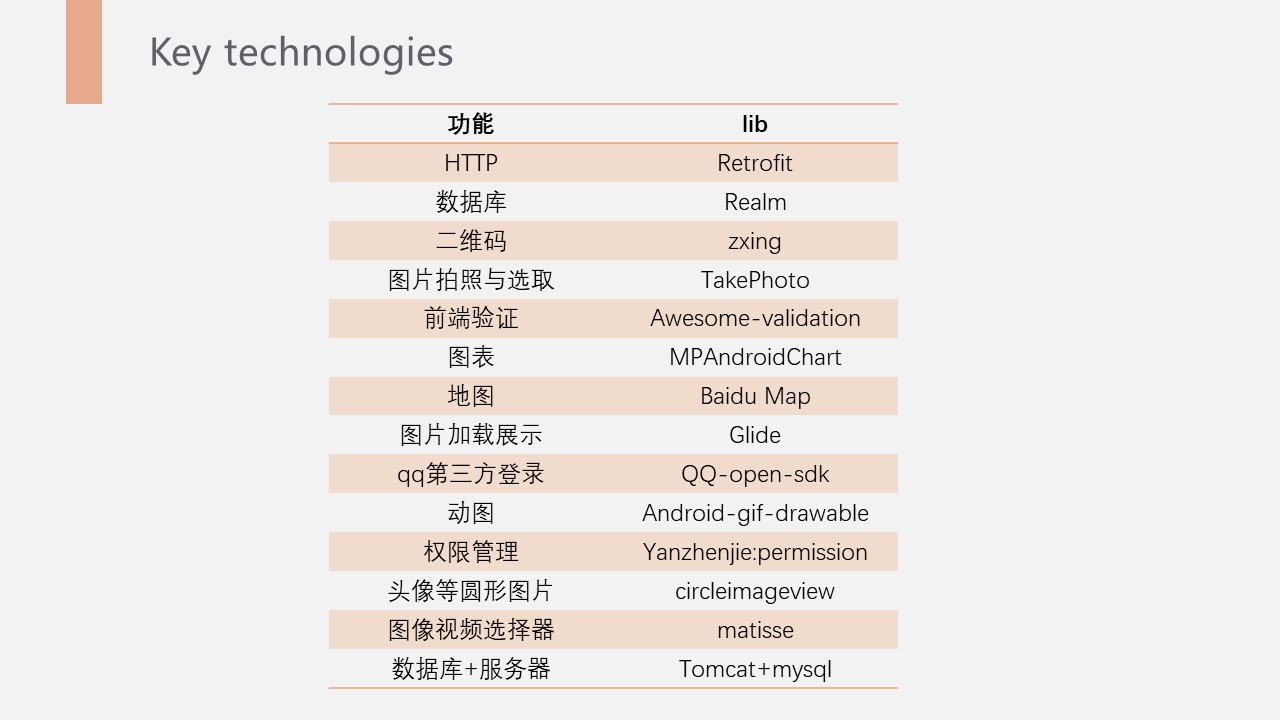 Key technologies
功能 lib
HTTP Retrofit
数据库 Realm
二维码 zxing
图片拍照与选取 TakePhoto
前端验证 Awesome-validation
图表 MPAndroidChart
地图 Baidu Map
图片加载展示 Glide
qq第三方登录 QQ-open-sdk
动图 Android-gif-drawable
权限管理 Yanzhenjie:permission
头像等圆形图片 circleimageview
图像视频选择器 matisse
数据库+服务器 Tomcat+mysql